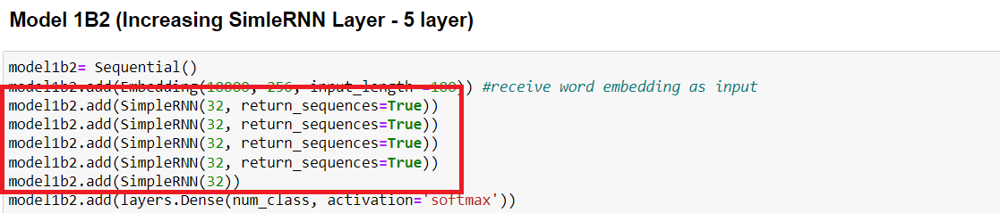 Model 1B2 (Increasing SimleRNN Layer - 5 layer)
model1b2= Sequential()
model1b2.add(Embedding(10000, 256, input_length =100)) #receive word embedding as input
model1b2.add(SimpleRNN(32, return_sequences=True))
model1b2.add(SimpleRNN(32, return_sequences=True))
model1b2.add(SimpleRNN(32, return_sequences=True))
model1b2.add(SimpleRNN(32, return_sequences=True))
model1b2.add(SimpleRNN(32))
model1b2.add(layers.Dense(num_class, activation='softmax'))